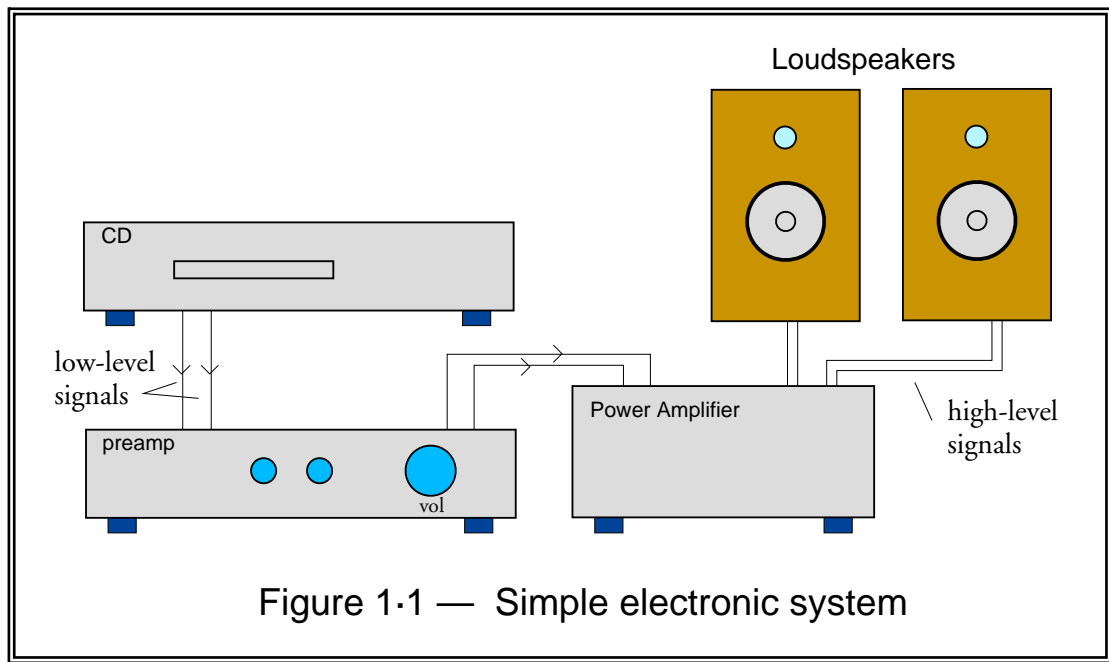 Loudspeakers
CD
low-level
signals
preamp
vol
Power Amplifier
high-level
signals
Figure 1·1 — Simple electronic system